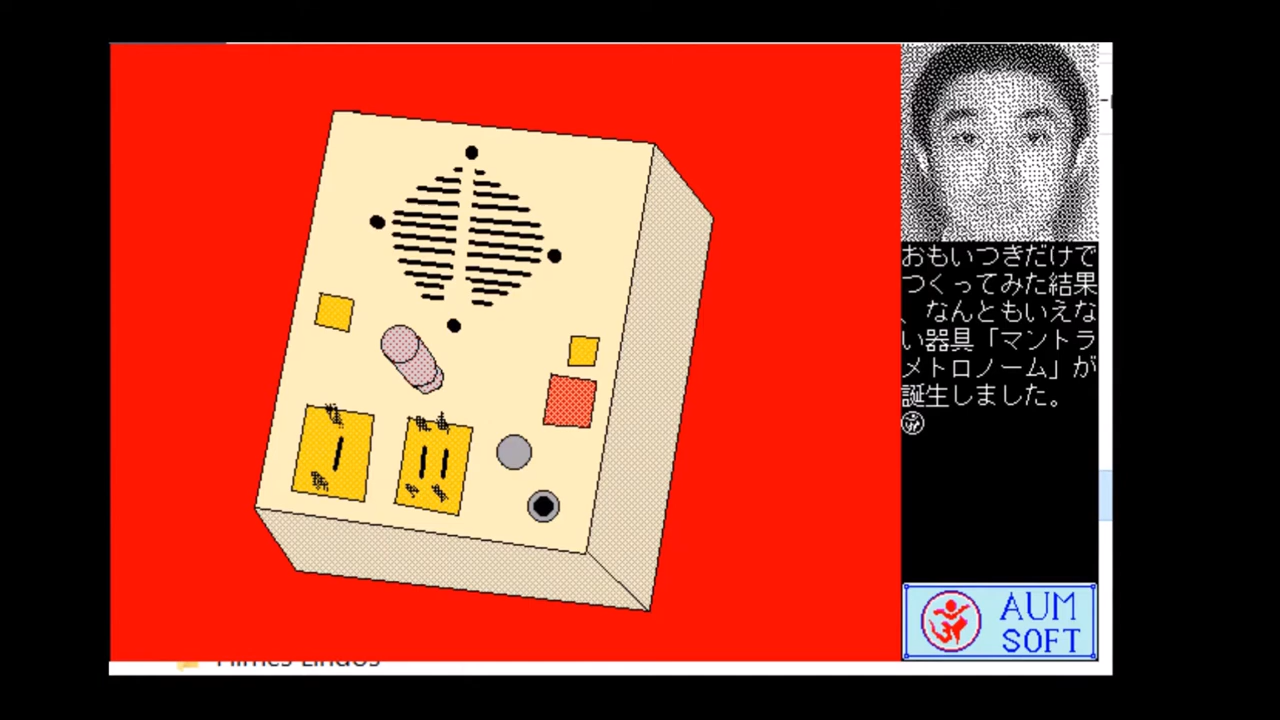 おもいつきだけで
つくってみた結果
、なんともいえな
い器具「マントラ
メトロノーム」が
誕生しました。
AUM
SOFT